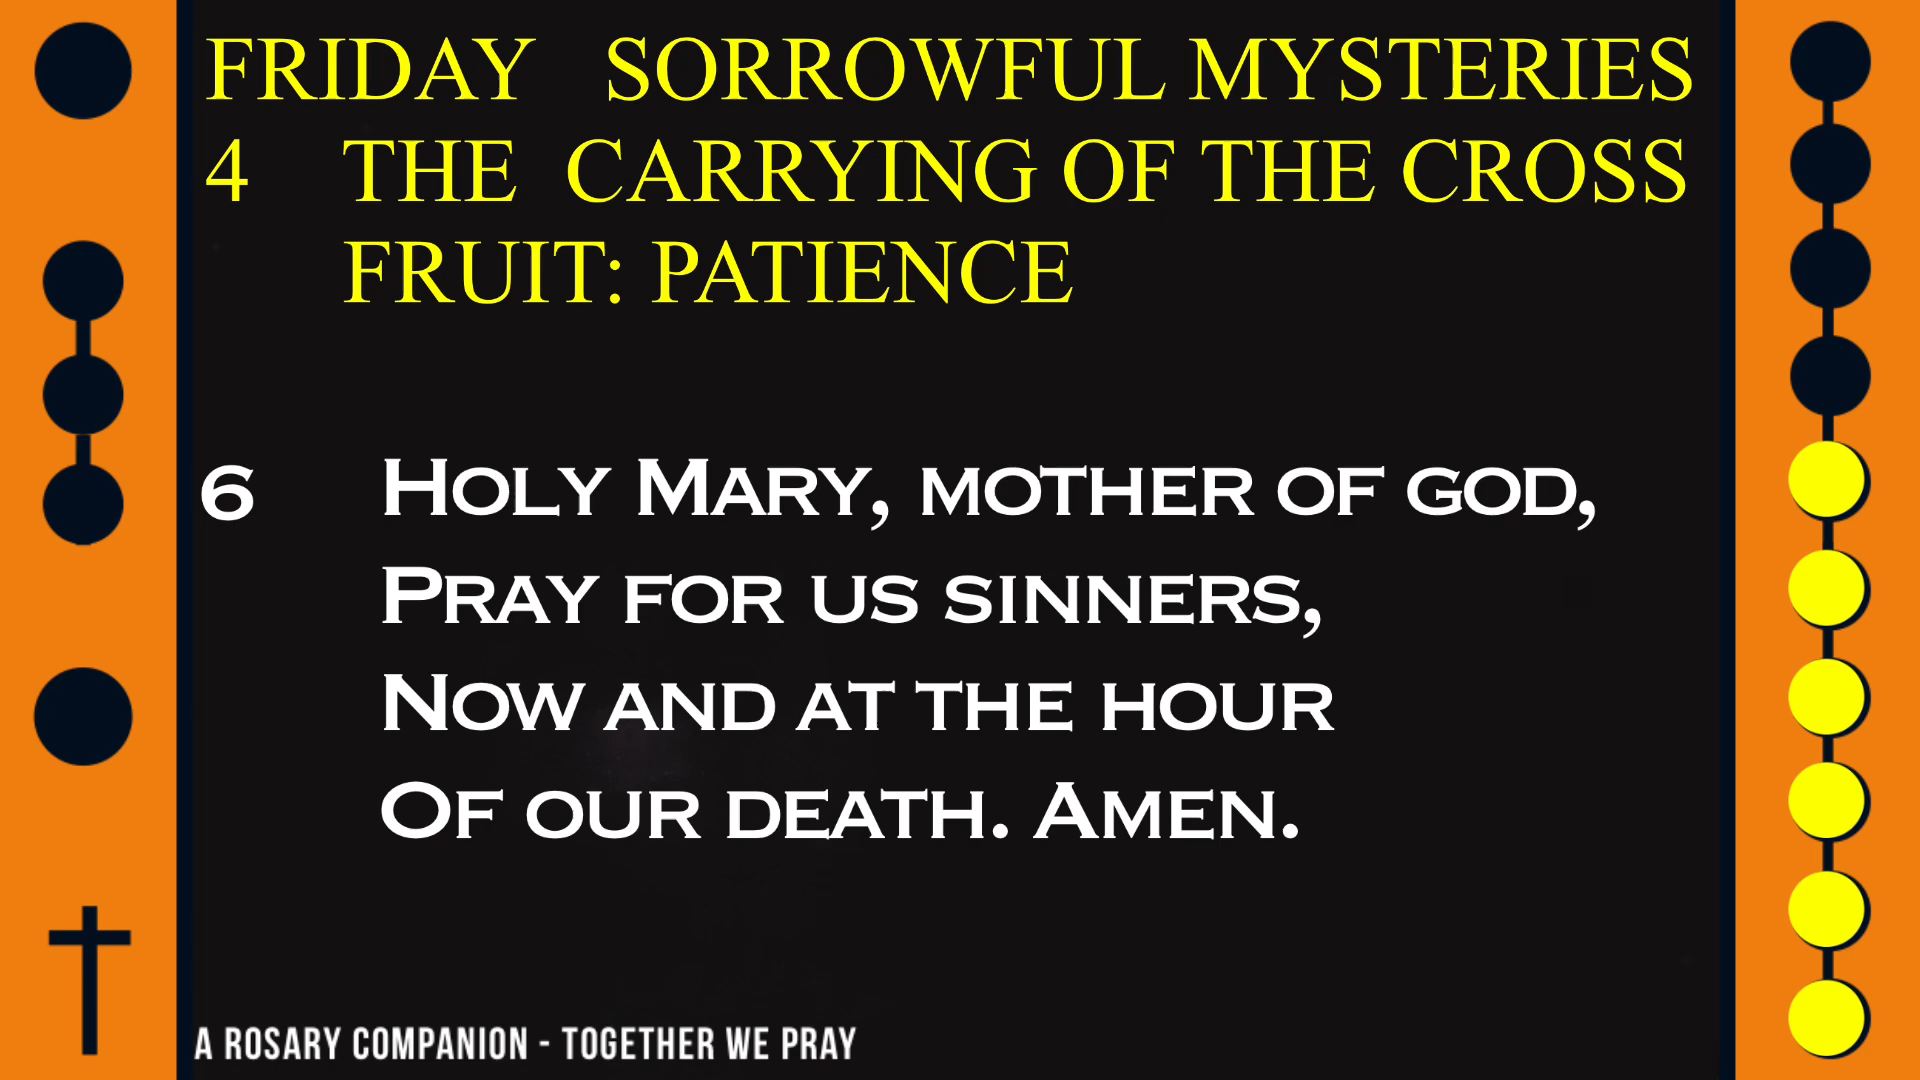 FRIDAY SORROWFUL MYSTERIES
4 THE CARRYING OF THE CROSS
FRUIT: PATIENCE
6 HOLY MARY, MOTHER OF GOD,
PRAY FOR US SINNERS,
NOW AND AT THE HOUR
OF OUR DEATH. AMEN.
A ROSARY COMPANION - TOGETHER WE PRAY